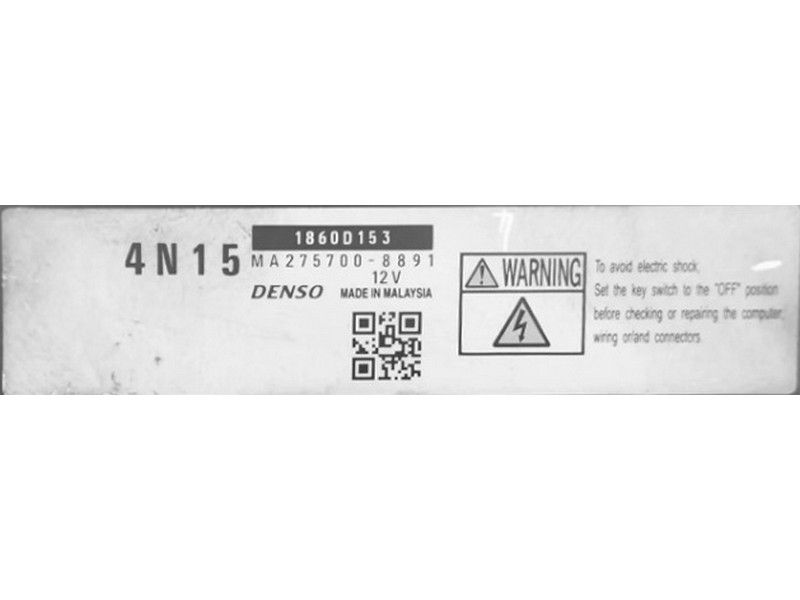 4N15
1860D153
MA275700-8891
12V
DENSO MADE IN MALAYSIA
WARNING
To avoid electric shock,
Set the key switch to the "OFF" position
before checking or repairing the computer,
wiring or/and connectors.